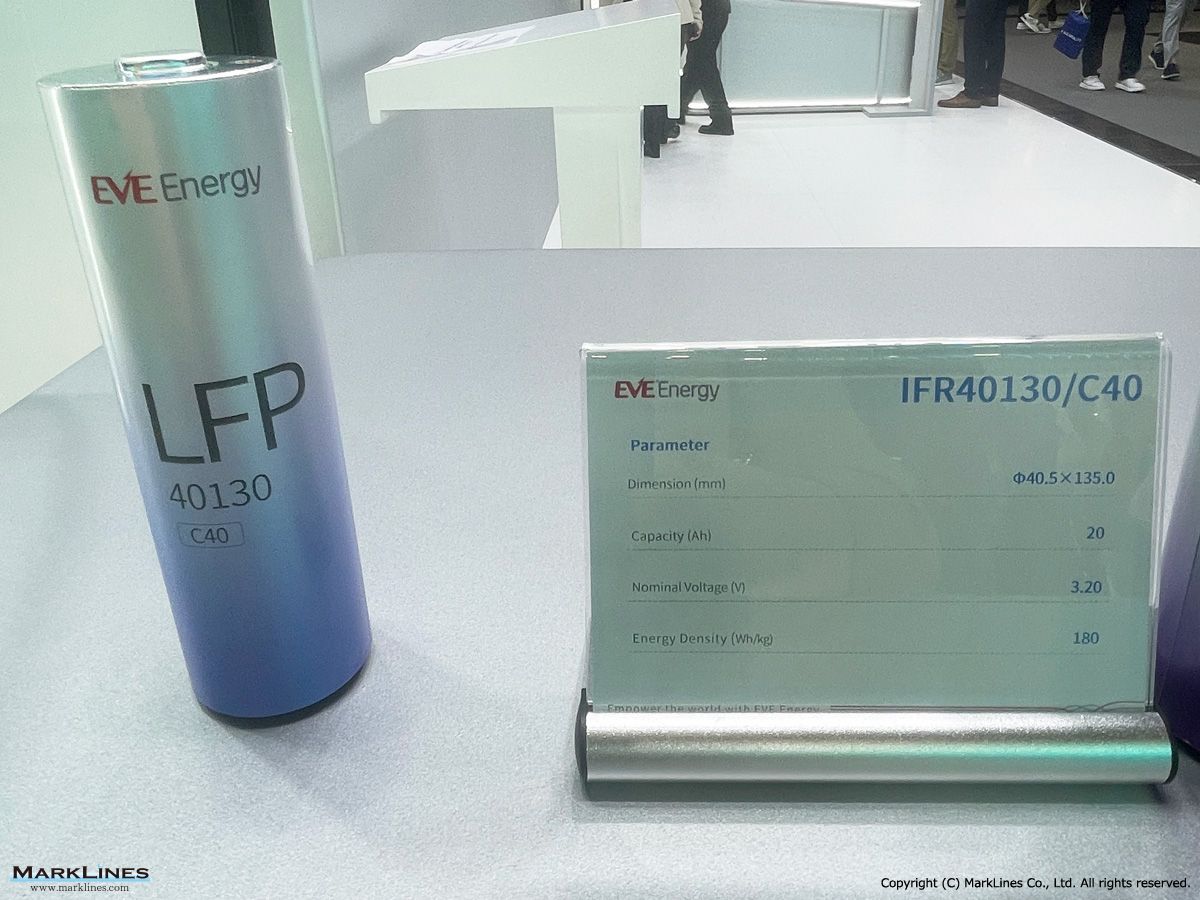 EVE Energy
LFP
40130
C40
EVE Energy
IFR40130/C40
Parameter
Dimension (mm) Φ40.5×135.0
Capacity (Ah) 20
Nominal Voltage (V) 3.20
Energy Density (Wh/kg) 180
Empower the world with EVE Energy
MARKLINES
www.marklines.com
Copyright (C) MarkLines Co., Ltd. All rights reserved.